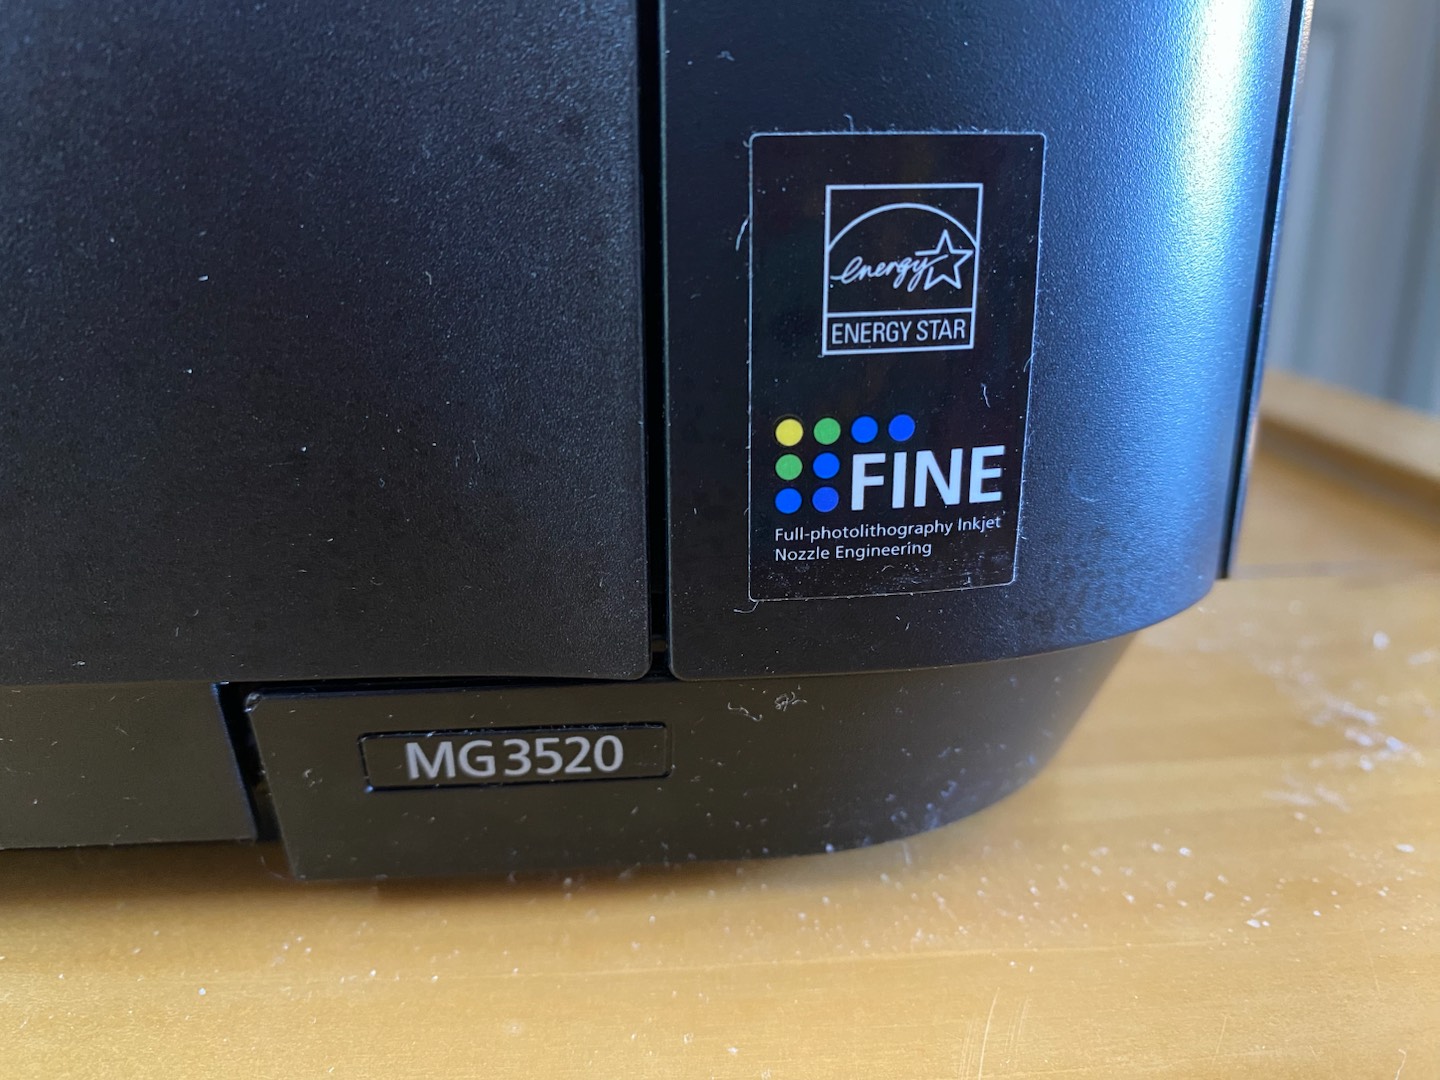 energy
ENERGY STAR
FINE
Full-photolithography Inkjet
Nozzle Engineering
MG3520